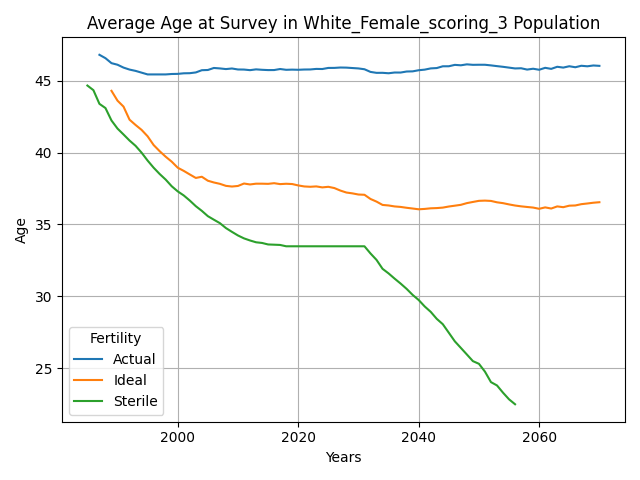 Average Age at Survey in White_Female_scoring_3 Population
Age
45
40
35
30
25
Fertility
Actual
Ideal
Sterile
2000
2020
2040
2060
Years